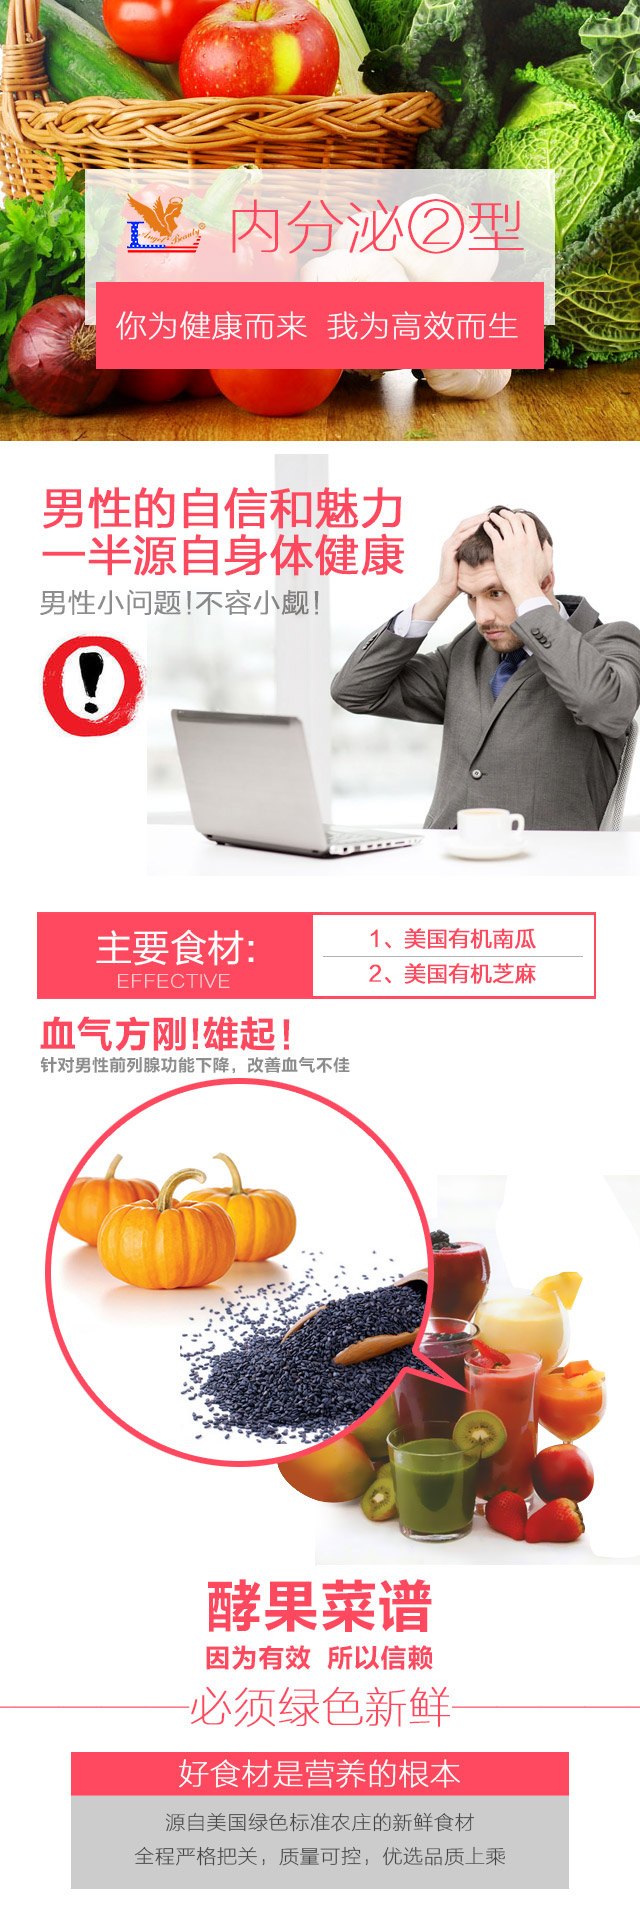 Angel's Beauty®
内分泌②型
你为健康而来 我为高效而生
男性的自信和魅力
一半源自身体健康
男性小问题!不容小觑!
主要食材:
EFFECTIVE
1、美国有机南瓜
2、美国有机芝麻
血气方刚!雄起!
针对男性前列腺功能下降，改善血气不佳
酵果菜谱
因为有效 所以信赖
必须绿色新鲜
好食材是营养的根本
源自美国绿色标准农庄的新鲜食材
全程严格把关，质量可控，优选品质上乘